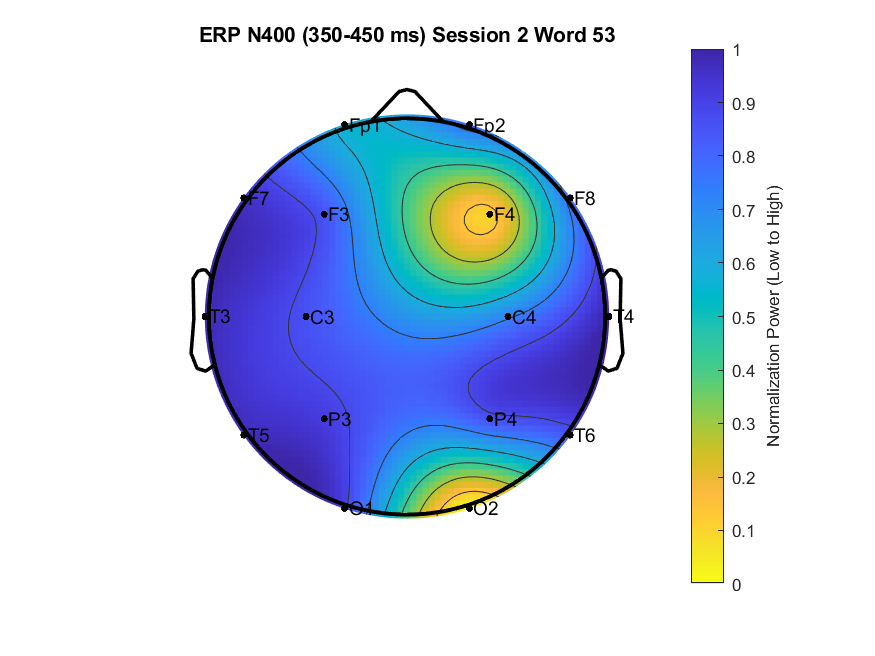 ERP N400 (350-450 ms) Session 2 Word 53
Fp1 Fp2
F7 F3 F4 F8
T3 C3 C4 T4
P3 P4
T5 T6
O1 O2
1
0.9
0.8
0.7
0.6
0.5
0.4
0.3
0.2
0.1
0
Normalization Power (Low to High)